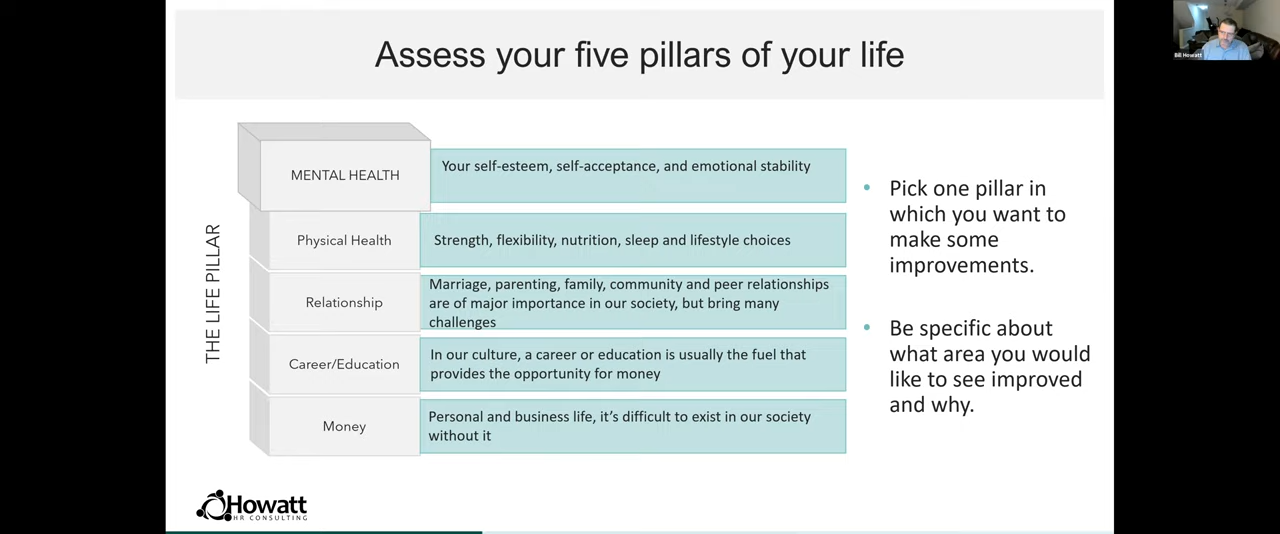 Assess your five pillars of your life
Bill Howatt
THE LIFE PILLAR
MENTAL HEALTH
Your self-esteem, self-acceptance, and emotional stability
Physical Health
Strength, flexibility, nutrition, sleep and lifestyle choices
Relationship
Marriage, parenting, family, community and peer relationships
are of major importance in our society, but bring many
challenges
Career/Education
In our culture, a career or education is usually the fuel that
provides the opportunity for money
Money
Personal and business life, it’s difficult to exist in our society
without it
• Pick one pillar in
which you want to
make some
improvements.
• Be specific about
what area you would
like to see improved
and why.
Howatt
HR CONSULTING